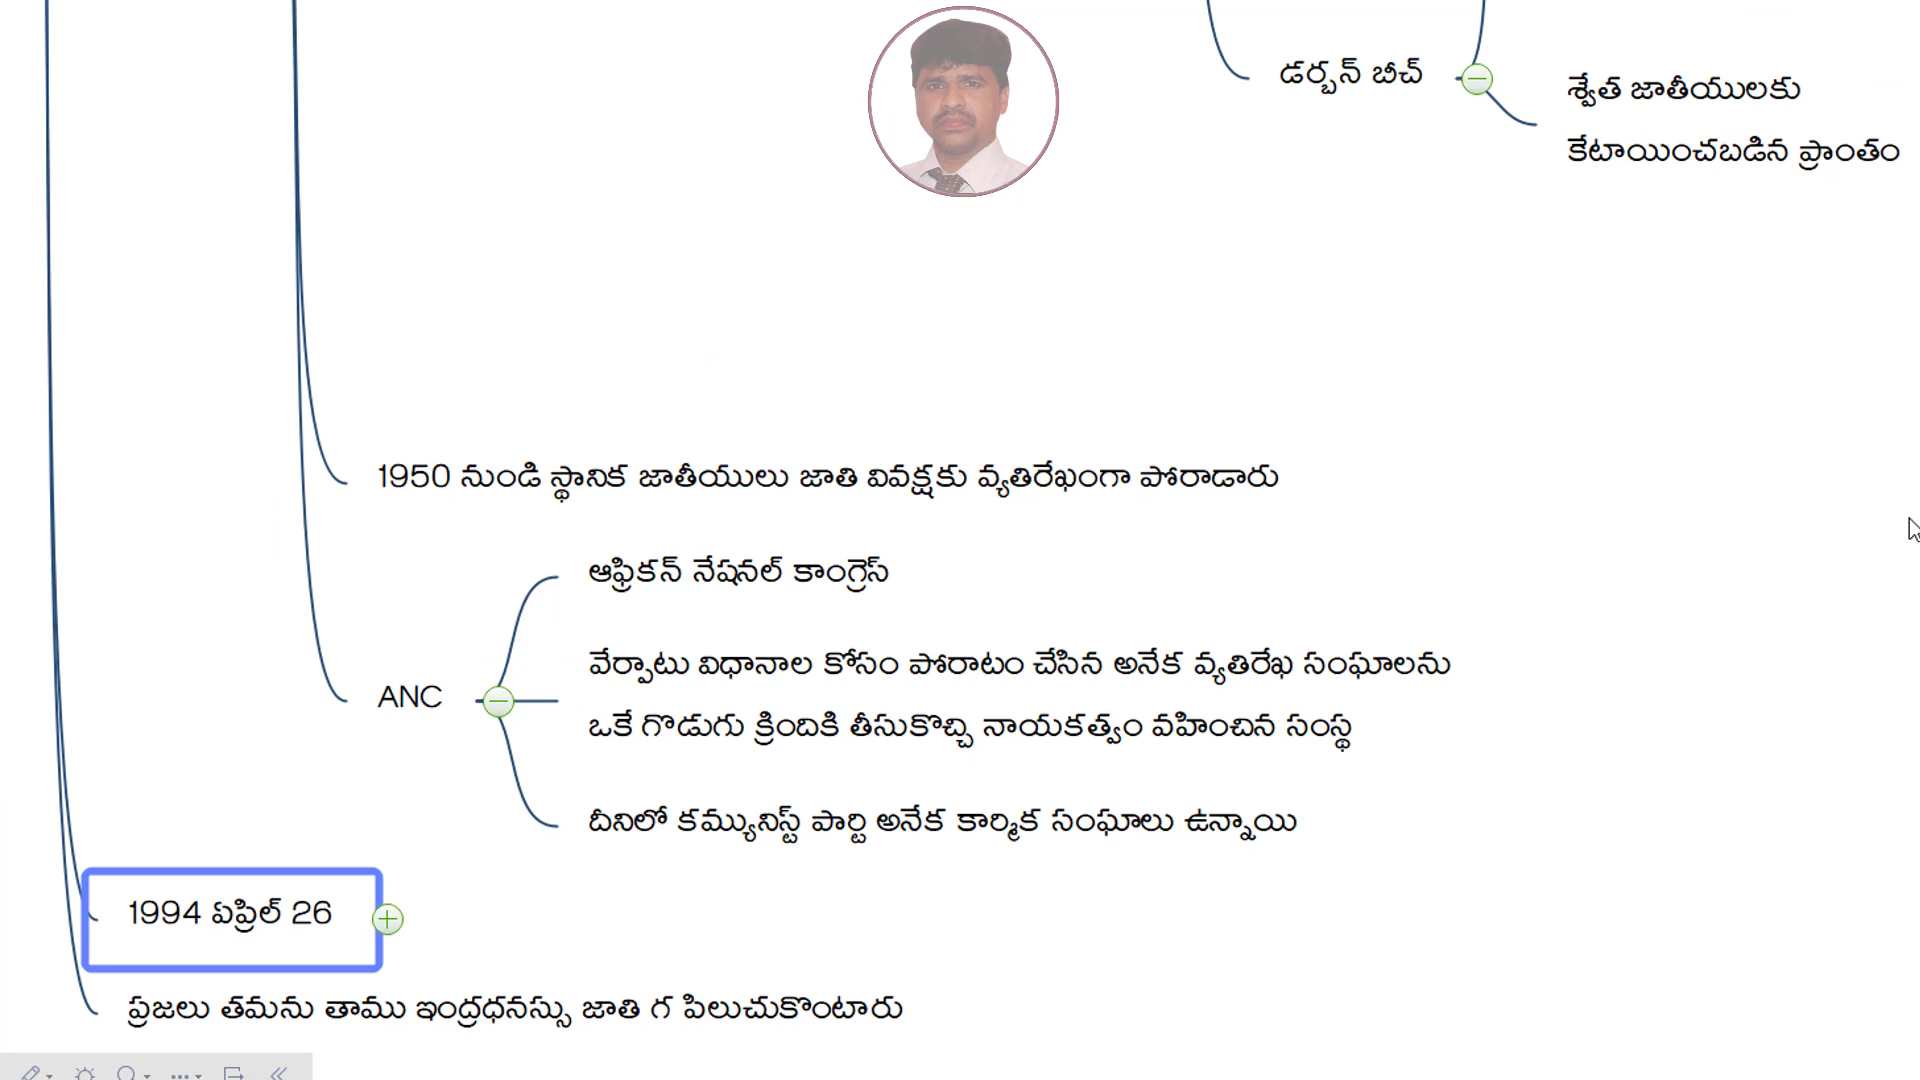 డర్బన్ బీచ్
శ్వేత జాతీయులకు
కేటాయించబడిన ప్రాంతం
1950 నుండి స్థానిక జాతీయులు జాతి వివక్షకు వ్యతిరేఖంగా పోరాడారు
ఆఫ్రికన్ నేషనల్ కాంగ్రెస్
ANC
వేర్పాటు విధానాల కోసం పోరాటం చేసిన అనేక వ్యతిరేఖ సంఘాలను
ఒకే గొడుగు క్రిందికి తీసుకొచ్చి నాయకత్వం వహించిన సంస్థ
దీనిలో కమ్యునిస్ట్ పార్టి అనేక కార్మిక సంఘాలు ఉన్నాయి
1994 ఏప్రిల్ 26
ప్రజలు తమను తాము ఇంద్రధనస్సు జాతి గ పిలుచుకొంటారు